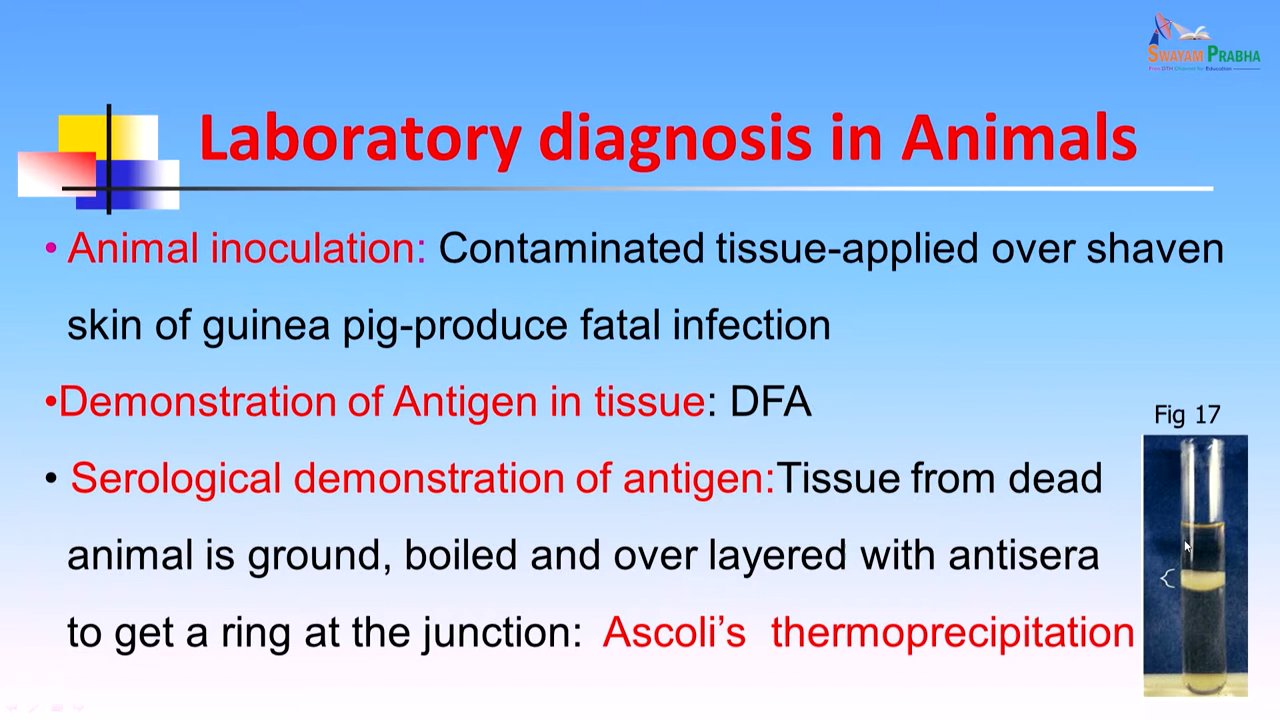 SWAYAM PRABHA
Laboratory diagnosis in Animals
• Animal inoculation: Contaminated tissue-applied over shaven
skin of guinea pig-produce fatal infection
•Demonstration of Antigen in tissue: DFA
Fig 17
• Serological demonstration of antigen:Tissue from dead
animal is ground, boiled and over layered with antisera
to get a ring at the junction: Ascoli's thermoprecipitation